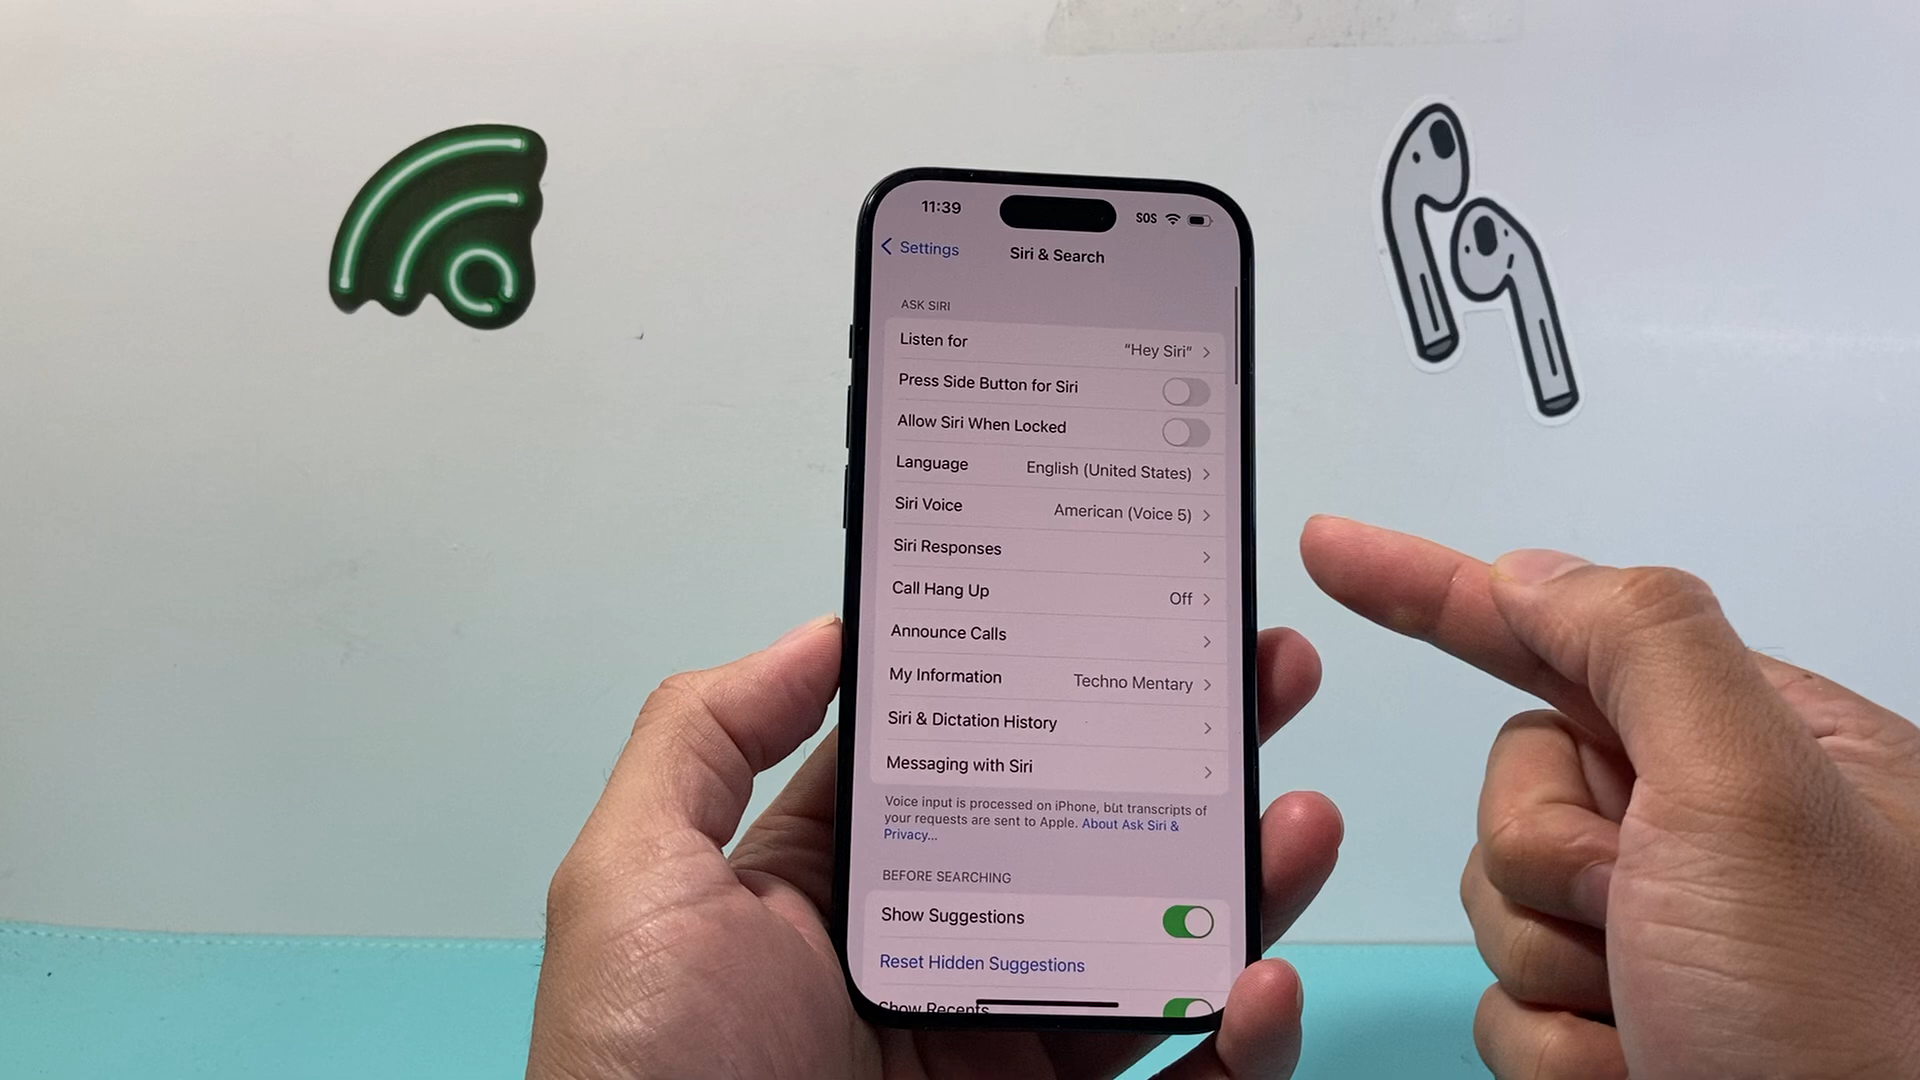 11:39 SOS
Settings Siri & Search
ASK SIRI
Listen for "Hey Siri"
Press Side Button for Siri
Allow Siri When Locked
Language English (United States)
Siri Voice American (Voice 5)
Siri Responses
Call Hang Up Off
Announce Calls
My Information Techno Mentary
Siri & Dictation History
Messaging with Siri
Voice input is processed on iPhone, but transcripts of
your requests are sent to Apple. About Ask Siri &
Privacy...
BEFORE SEARCHING
Show Suggestions
Reset Hidden Suggestions
Show Recents